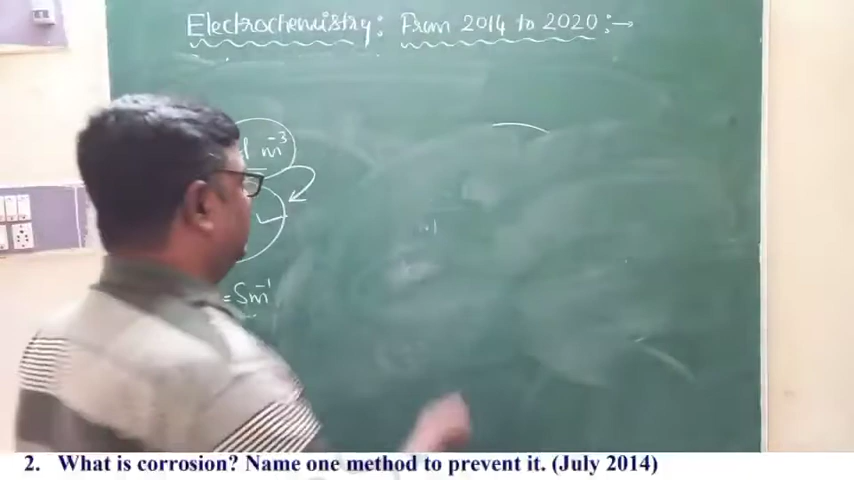 Electrochemistry: From 2014 to 2020 :→
m⁻³
= Sm⁻¹
2. What is corrosion? Name one method to prevent it. (July 2014)